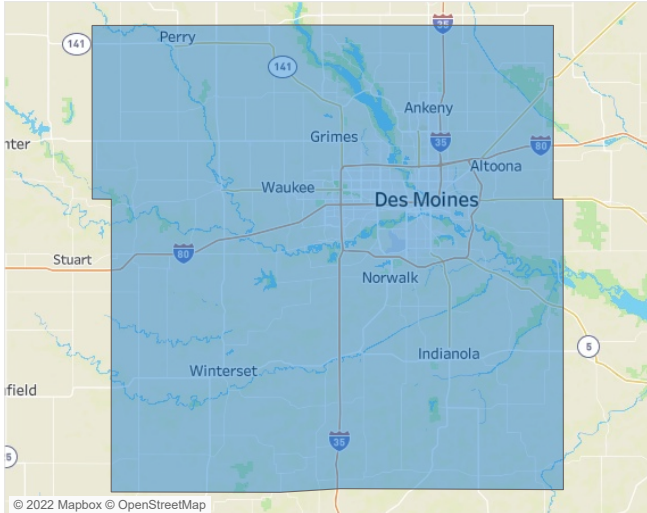 35
141
Perry
141
Ankeny
Grimes
35
80
nter
Altoona
Waukee
Des Moines
80
Stuart
Norwalk
5
Indianola
Winterset
nfield
35
5
© 2022 Mapbox © OpenStreetMap